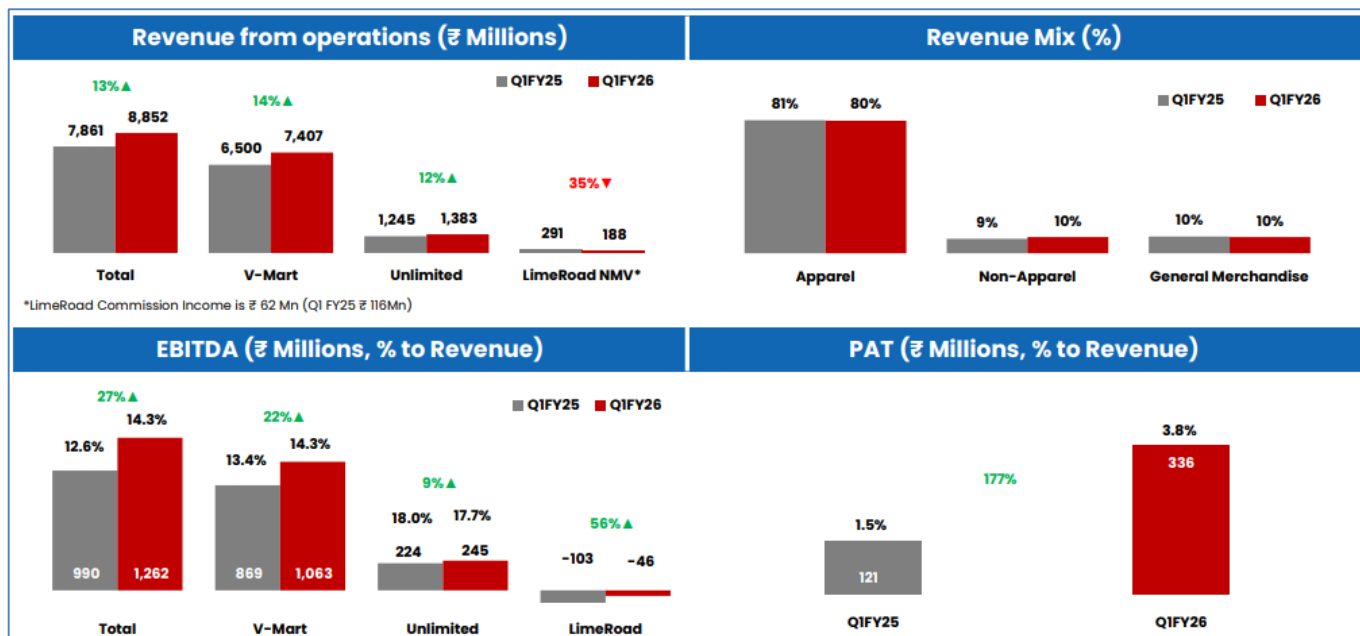 Revenue from operations (₹ Millions)
Q1FY25 Q1FY26
13%▲ 14%▲ 12%▲ 35%▼
7,861 8,852 6,500 7,407 1,245 1,383 291 188
Total V-Mart Unlimited LimeRoad NMV*
*LimeRoad Commission Income is ₹ 62 Mn (Q1 FY25 ₹ 116Mn)
Revenue Mix (%)
Q1FY25 Q1FY26
81% 80% 9% 10% 10% 10%
Apparel Non-Apparel General Merchandise
EBITDA (₹ Millions, % to Revenue)
Q1FY25 Q1FY26
27%▲ 22%▲ 9%▲ 56%▲
12.6% 14.3% 13.4% 14.3% 18.0% 17.7%
990 1,262 869 1,063 224 245 -103 -46
Total V-Mart Unlimited LimeRoad
PAT (₹ Millions, % to Revenue)
177%
1.5% 3.8%
121 336
Q1FY25 Q1FY26